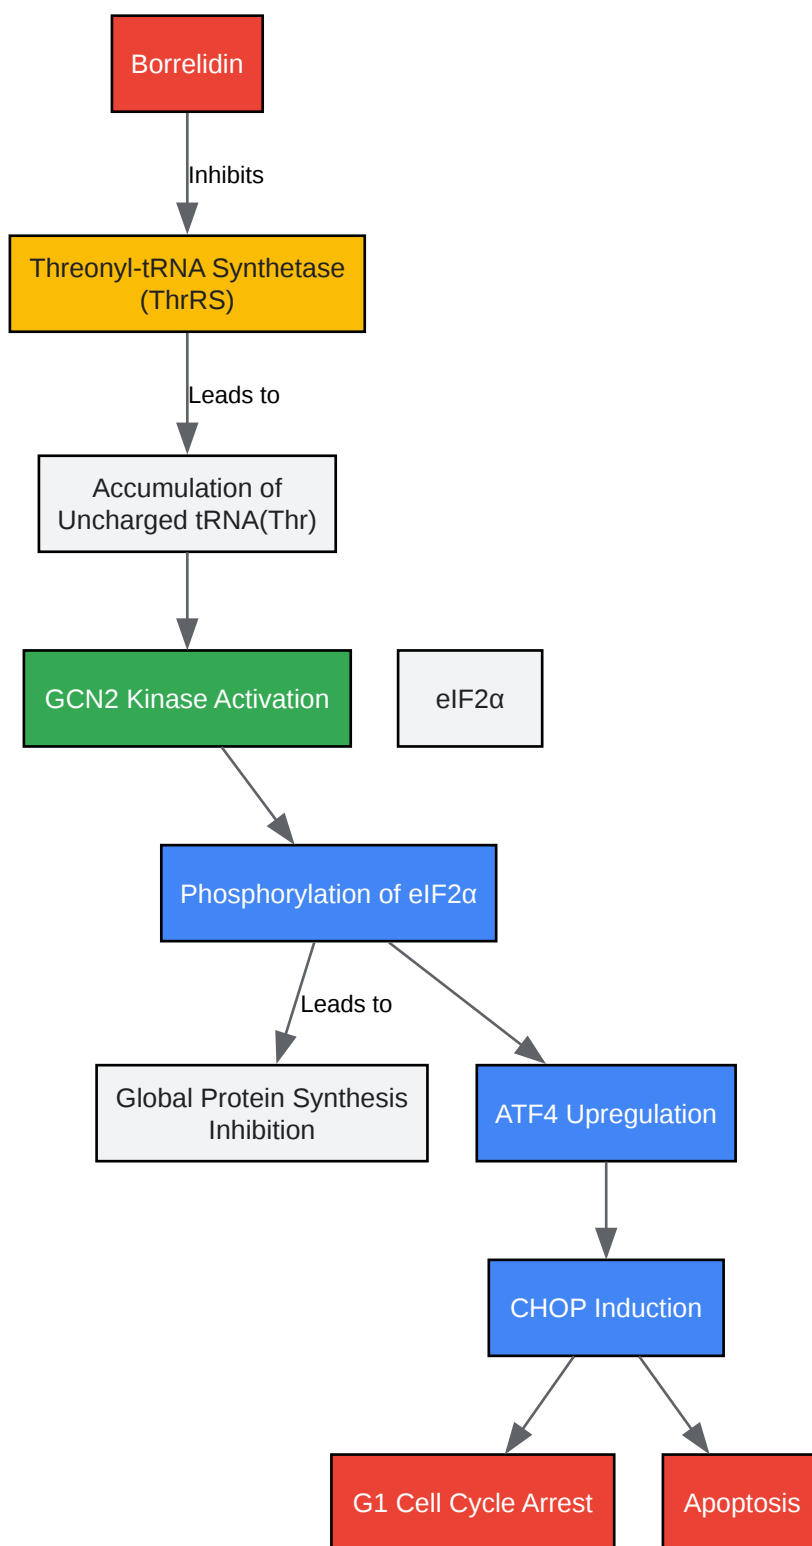 Borrelidin
Inhibits
Threonyl-tRNA Synthetase
(ThrRS)
Leads to
Accumulation of
Uncharged tRNA(Thr)
GCN2 Kinase Activation
eIF2α
Phosphorylation of eIF2α
Leads to
Global Protein Synthesis
Inhibition
ATF4 Upregulation
CHOP Induction
G1 Cell Cycle Arrest
Apoptosis